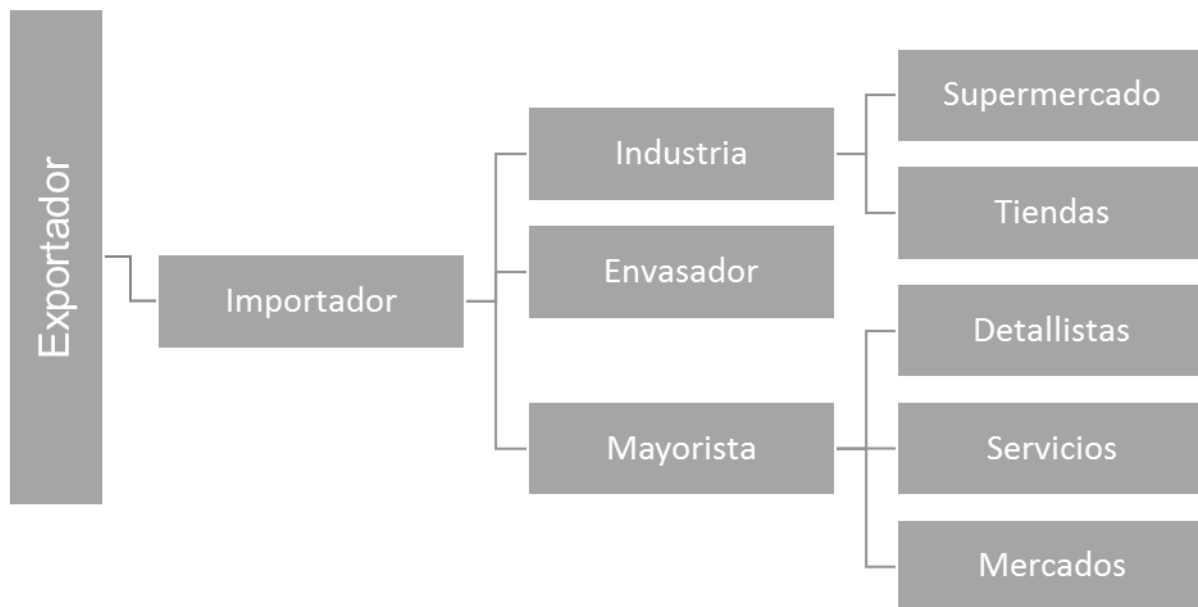 Exportador
Importador
Industria
Envasador
Mayorista
Supermercado
Tiendas
Detallistas
Servicios
Mercados